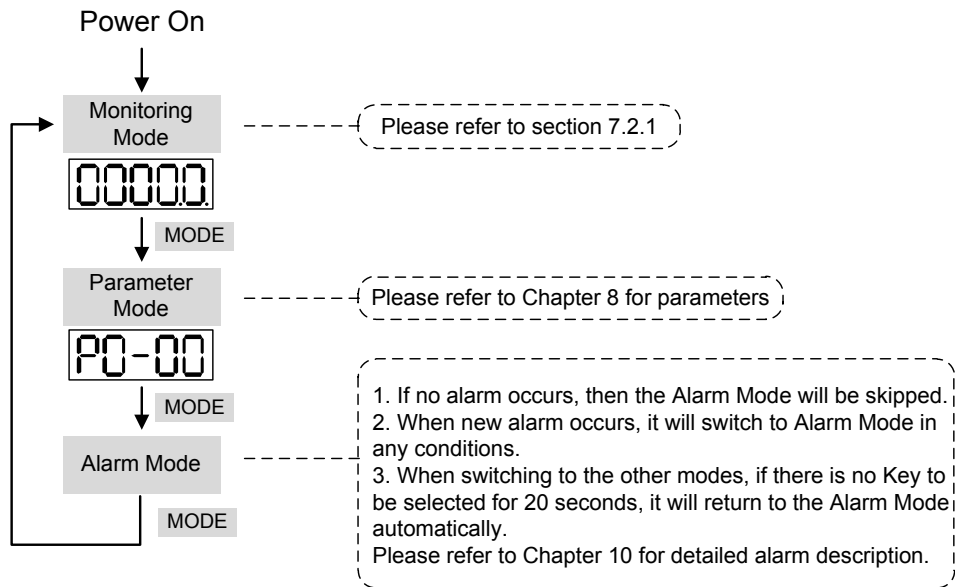 Power On
Monitoring
Mode
Please refer to section 7.2.1
0000.0.
MODE
Parameter
Mode
Please refer to Chapter 8 for parameters
P0-00
MODE
Alarm Mode
1. If no alarm occurs, then the Alarm Mode will be skipped.
2. When new alarm occurs, it will switch to Alarm Mode in
any conditions.
3. When switching to the other modes, if there is no Key to
be selected for 20 seconds, it will return to the Alarm Mode
automatically.
Please refer to Chapter 10 for detailed alarm description.
MODE